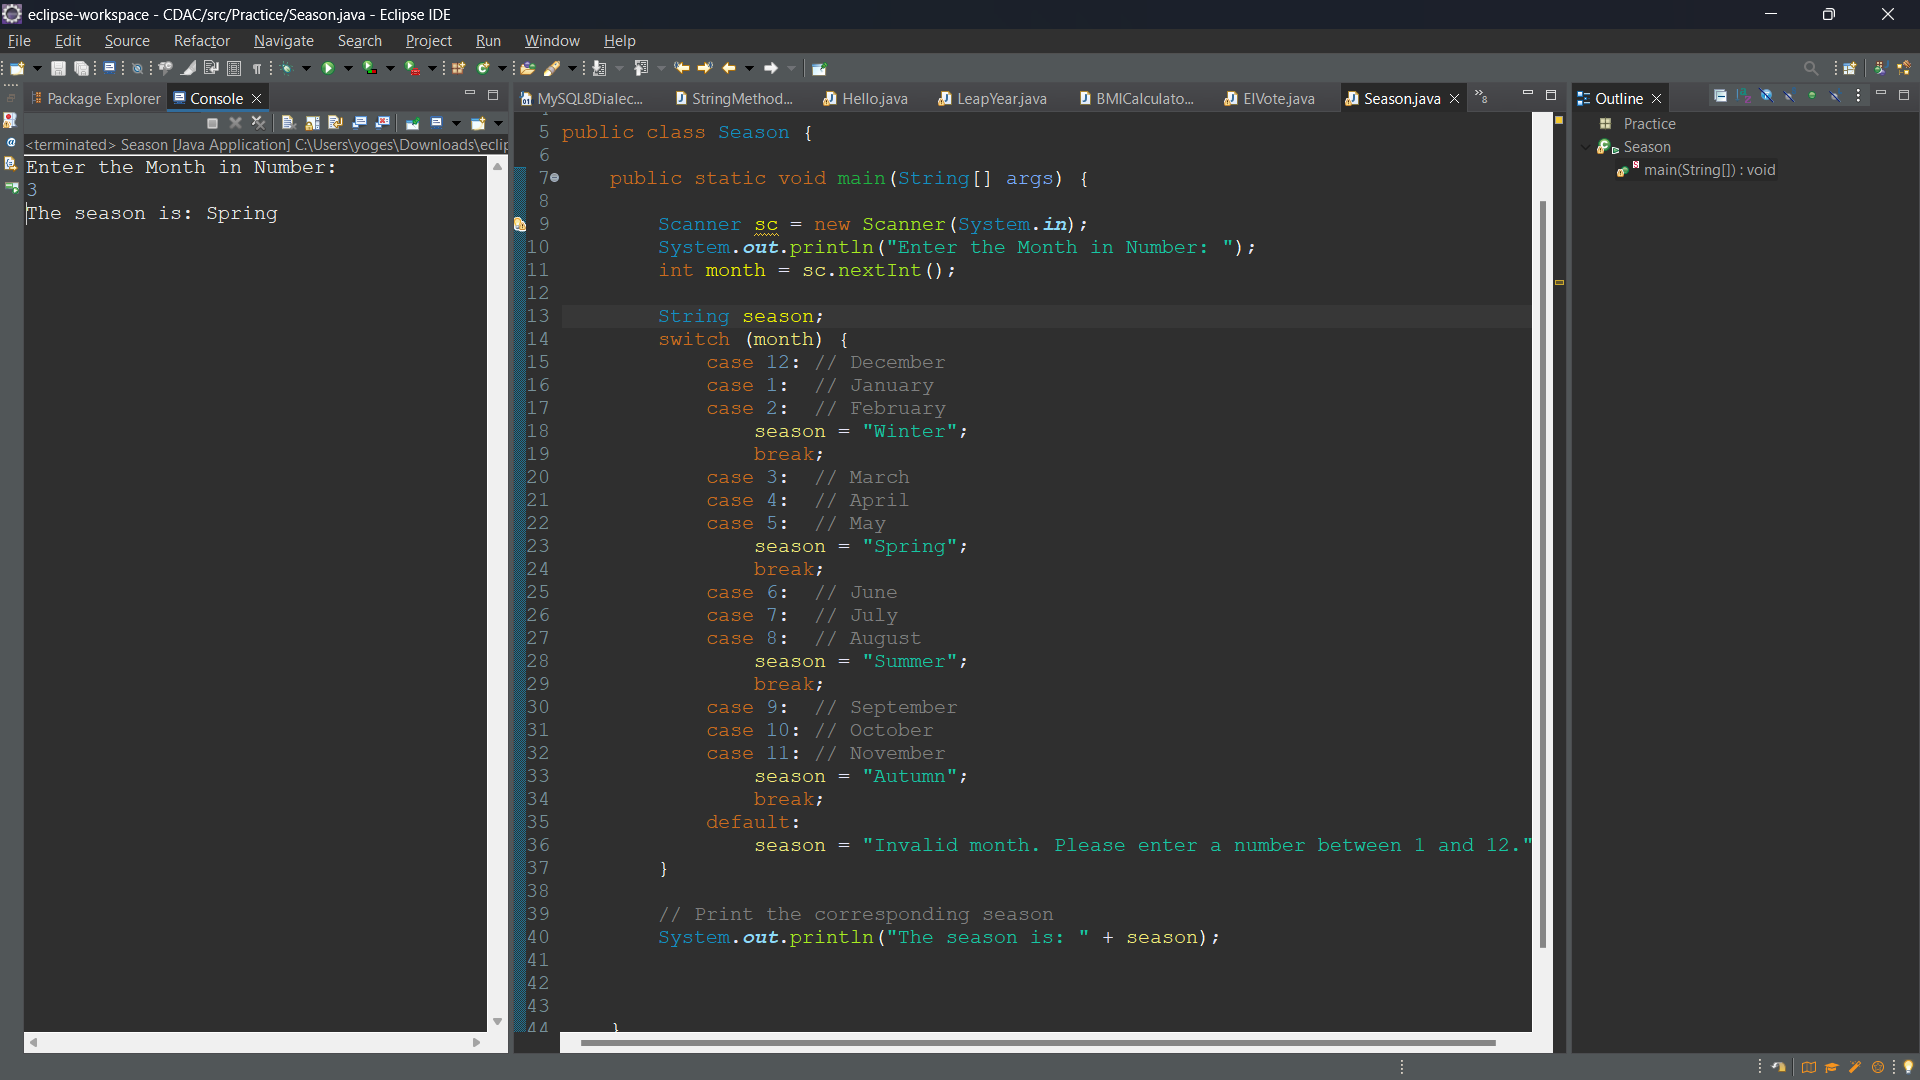 eclipse-workspace - CDAC/src/Practice/Season.java - Eclipse IDE
File Edit Source Refactor Navigate Search Project Run Window Help
Package Explorer Console
<terminated> Season [Java Application] C:\Users\yoges\Downloads\eclip
Enter the Month in Number:
3
The season is: Spring
MySQL8Dialec... StringMethod... Hello.java LeapYear.java BMICalculato... ElVote.java Season.java »8
5 public class Season {
6
7 public static void main(String[] args) {
8
9 Scanner sc = new Scanner(System.in);
10 System.out.println("Enter the Month in Number: ");
11 int month = sc.nextInt();
12
13 String season;
14 switch (month) {
15 case 12: // December
16 case 1: // January
17 case 2: // February
18 season = "Winter";
19 break;
20 case 3: // March
21 case 4: // April
22 case 5: // May
23 season = "Spring";
24 break;
25 case 6: // June
26 case 7: // July
27 case 8: // August
28 season = "Summer";
29 break;
30 case 9: // September
31 case 10: // October
32 case 11: // November
33 season = "Autumn";
34 break;
35 default:
36 season = "Invalid month. Please enter a number between 1 and 12."
37 }
38
39 // Print the corresponding season
40 System.out.println("The season is: " + season);
41
42
43
44 }
Outline
Practice
Season
main(String[]) : void